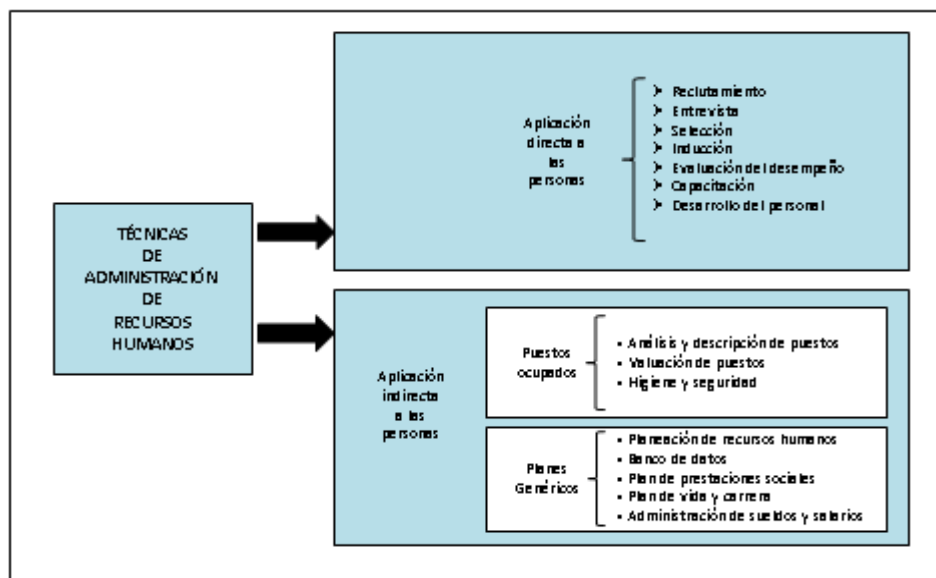 TÉCNICAS
DE
ADMINISTRACIÓN
DE
RECURSOS
HUMANOS
Aplicación
directa a
las
personas
➢ Reclutamiento
➢ Entrevista
➢ Selección
➢ Inducción
➢ Evaluación del desempeño
➢ Capacitación
➢ Desarrollo del personal
Aplicación
indirecta
a las
personas
Puestos
ocupados
• Análisis y descripción de puestos
• Valuación de puestos
• Higiene y seguridad
Planes
Genéricos
• Planeación de recursos humanos
• Banco de datos
• Plan de prestaciones sociales
• Plan de vida y carrera
• Administración de sueldos y salarios